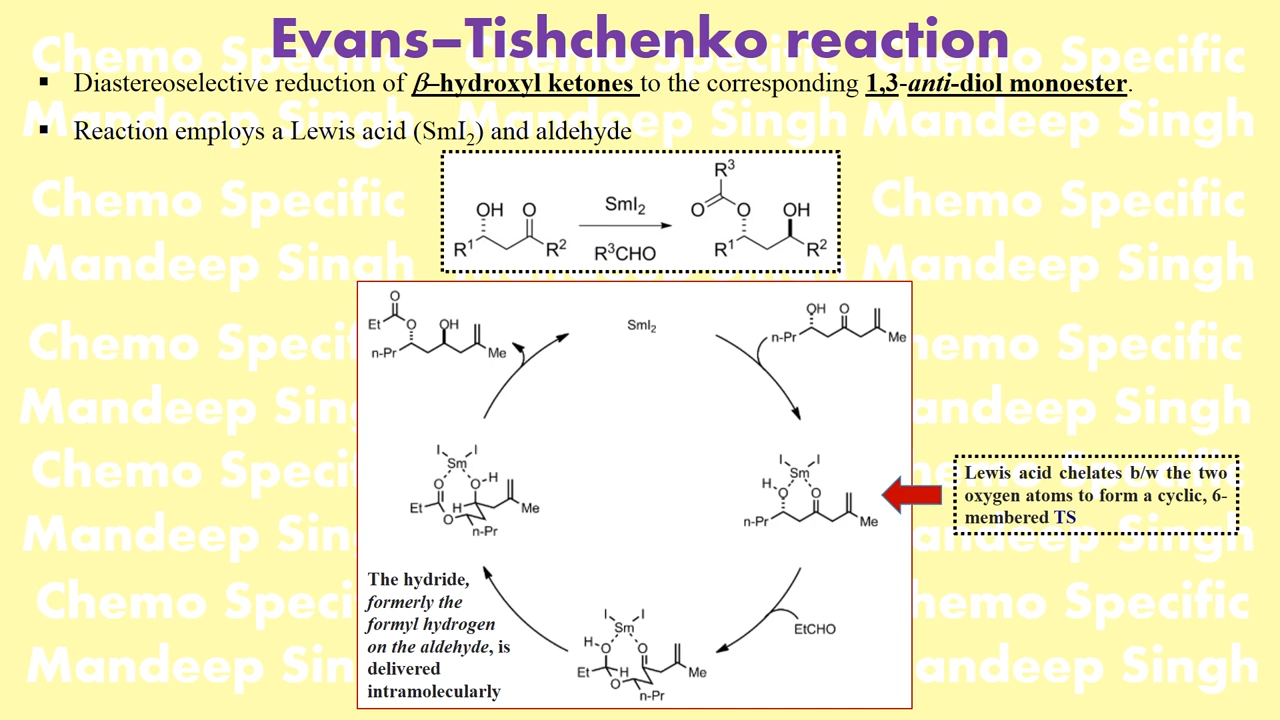 Evans–Tishchenko reaction
▪ Diastereoselective reduction of β–hydroxyl ketones to the corresponding 1,3-anti-diol monoester.
▪ Reaction employs a Lewis acid (SmI₂) and aldehyde
Chemo Specific
Mandeep Singh
R³
OH O
SmI₂
O O OH
R¹ R²
R³CHO
R¹ R²
O
Et O OH
n-Pr Me
SmI₂
OH O
n-Pr Me
I I
Sm
O O-H
Et H O Me
n-Pr
I I
Sm
H O O
n-Pr Me
Lewis acid chelates b/w the two
oxygen atoms to form a cyclic, 6-
membered TS
The hydride,
formerly the
formyl hydrogen
on the aldehyde, is
delivered
intramolecularly
I I
Sm
H O O
Et H O Me
n-Pr
EtCHO